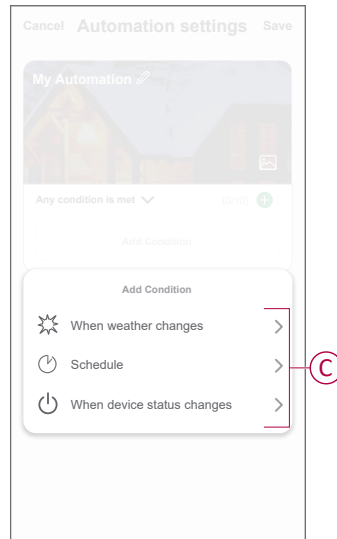 Cancel Automation settings Save
My Automation
Any condition is met (0/10)
Add Condition
Add Condition
When weather changes
Schedule
When device status changes
C